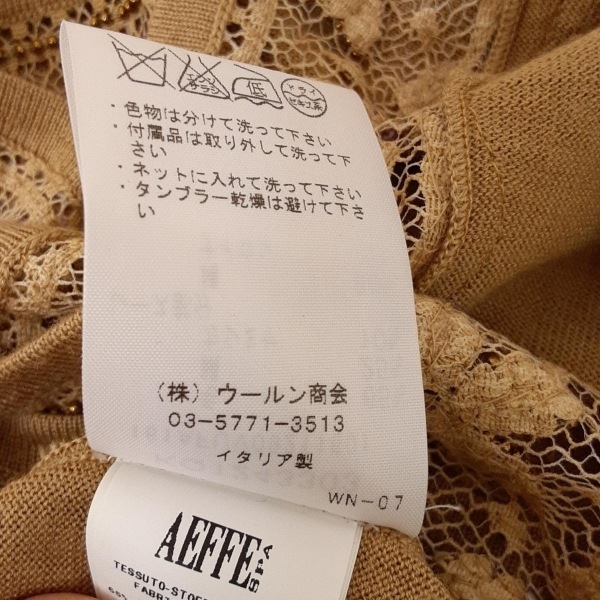 エンソ
サラシ
低
ドライ
セキユ系
・色物は分けて洗って下さい
・付属品は取り外して洗って下
さい
・ネットに入れて洗って下さい
・タンブラー乾燥は避けて下さ
い
(株) ウールン商会
03-5771-3513
イタリア製
WN-07
AEFFE SPA
TESSUTO-STOFF
FABRI